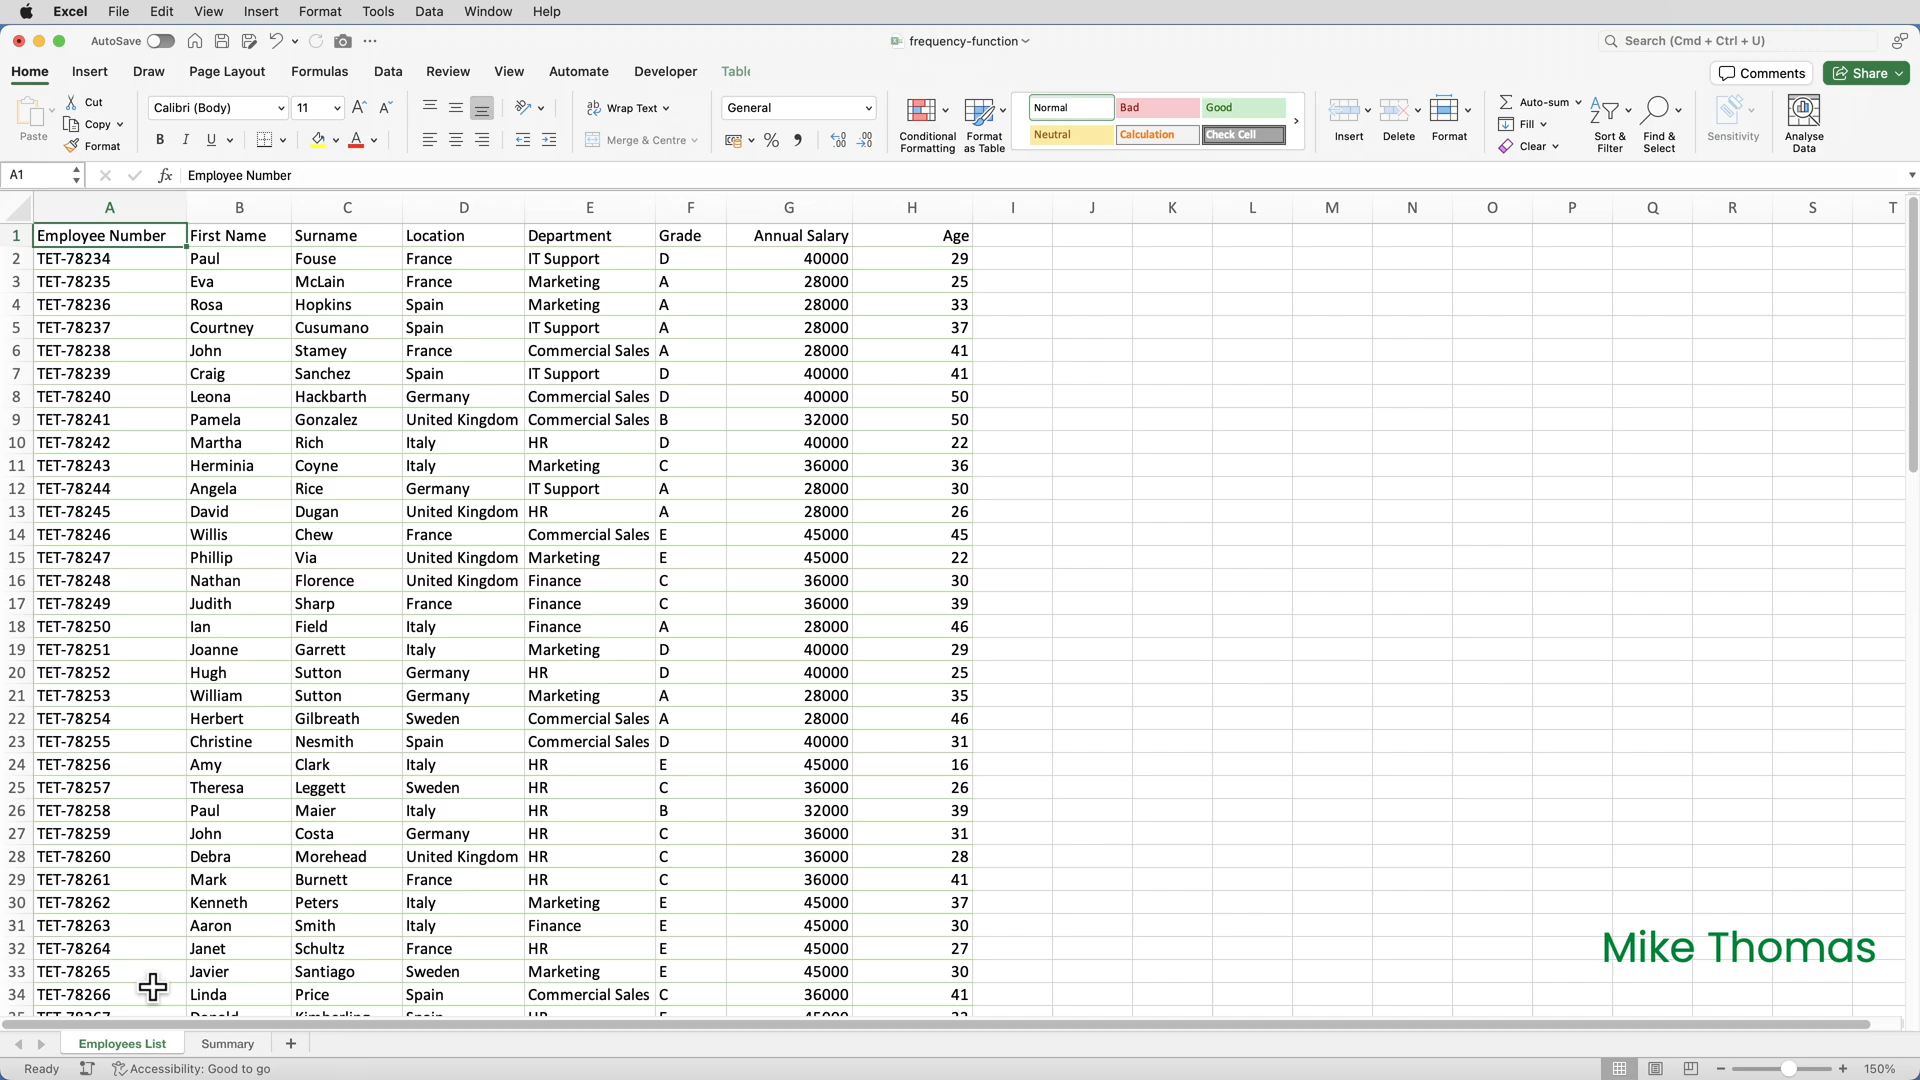 Excel File Edit View Insert Format Tools Data Window Help
AutoSave frequency-function Search (Cmd + Ctrl + U)
Home Insert Draw Page Layout Formulas Data Review View Automate Developer Comments Share
Paste Cut Copy Format
Calibri (Body) 11
B I U
Wrap Text
Merge & Centre
General
Conditional Formatting
Format as Table
Normal Bad Good
Neutral Calculation Check Cell
Insert Delete Format
Auto-sum
Fill
Clear
Sort & Filter
Find & Select
Sensitivity
Analyse Data
A1 fx Employee Number
A B C D E F G H I J K L M N O P Q R S T
1 Employee Number First Name Surname Location Department Grade Annual Salary Age
2 TET-78234 Paul Fouse France IT Support D 40000 29
3 TET-78235 Eva McLain France Marketing A 28000 25
4 TET-78236 Rosa Hopkins Spain Marketing A 28000 33
5 TET-78237 Courtney Cusumano Spain IT Support A 28000 37
6 TET-78238 John Stamey France Commercial Sales A 28000 41
7 TET-78239 Craig Sanchez Spain IT Support D 40000 41
8 TET-78240 Leona Hackbarth Germany Commercial Sales D 40000 50
9 TET-78241 Pamela Gonzalez United Kingdom Commercial Sales B 32000 50
10 TET-78242 Martha Rich Italy HR D 40000 22
11 TET-78243 Herminia Coyne Italy Marketing C 36000 36
12 TET-78244 Angela Rice Germany IT Support A 28000 30
13 TET-78245 David Dugan United Kingdom HR A 28000 26
14 TET-78246 Willis Chew France Commercial Sales E 45000 45
15 TET-78247 Phillip Via United Kingdom Marketing E 45000 22
16 TET-78248 Nathan Florence United Kingdom Finance C 36000 30
17 TET-78249 Judith Sharp France Finance C 36000 39
18 TET-78250 Ian Field Italy Finance A 28000 46
19 TET-78251 Joanne Garrett Italy Marketing D 40000 29
20 TET-78252 Hugh Sutton Germany HR D 40000 25
21 TET-78253 William Sutton Germany Marketing A 28000 35
22 TET-78254 Herbert Gilbreath Sweden Commercial Sales A 28000 46
23 TET-78255 Christine Nesmith Spain Commercial Sales D 40000 31
24 TET-78256 Amy Clark Italy HR E 45000 16
25 TET-78257 Theresa Leggett Sweden HR C 36000 26
26 TET-78258 Paul Maier Italy HR B 32000 39
27 TET-78259 John Costa Germany HR C 36000 31
28 TET-78260 Debra Morehead United Kingdom HR C 36000 28
29 TET-78261 Mark Burnett France HR C 36000 41
30 TET-78262 Kenneth Peters Italy Marketing E 45000 37
31 TET-78263 Aaron Smith Italy Finance E 45000 30
32 TET-78264 Janet Schultz France HR E 45000 27
33 TET-78265 Javier Santiago Sweden Marketing E 45000 30
34 TET-78266 Linda Price Spain Commercial Sales C 36000 41
Mike Thomas
Employees List Summary
Ready Accessibility: Good to go 150%